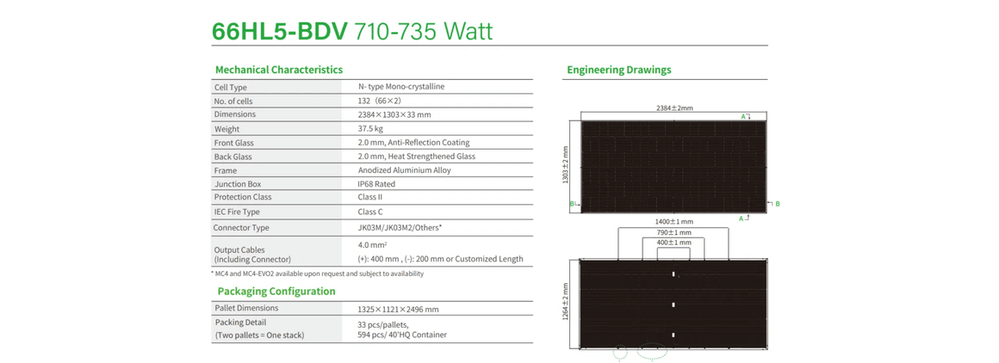 66HL5-BDV 710-735 Watt
Mechanical Characteristics
Cell Type N- type Mono-crystalline
No. of cells 132（66×2）
Dimensions 2384×1303×33 mm
Weight 37.5 kg
Front Glass 2.0 mm, Anti-Reflection Coating
Back Glass 2.0 mm, Heat Strengthened Glass
Frame Anodized Aluminium Alloy
Junction Box IP68 Rated
Protection Class Class II
IEC Fire Type Class C
Connector Type JK03M/JK03M2/Others*
Output Cables
(Including Connector)
4.0 mm²
(+): 400 mm , (-): 200 mm or Customized Length
* MC4 and MC4-EVO2 available upon request and subject to availability
Packaging Configuration
Pallet Dimensions 1325×1121×2496 mm
Packing Detail
(Two pallets = One stack)
33 pcs/pallets,
594 pcs/ 40'HQ Container
Engineering Drawings
2384±2mm
A
1303±2 mm
B
B
A
1400±1 mm
790±1 mm
400±1 mm
1264±2 mm